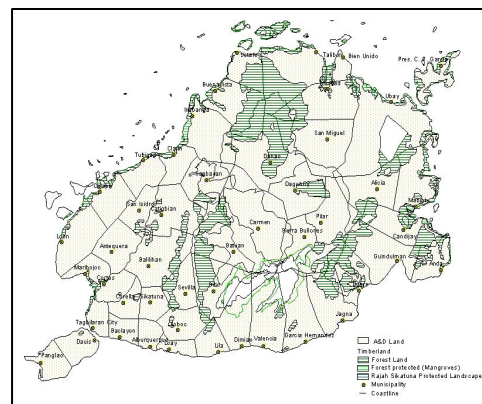 Talibon
Bien Undo
Pres. C. P. Garcia
Buenavista
Ubay
Inabanga
San Miguel
Clarin
Tubigon
Danao
Sagbayan
Calape
Dagohoy
Alicia
San Isidro
Catigbian
Mabini
Pilar
Carmen
Sierra Bullones
Candijay
Loon
Antequera
Batuan
Guindulman
Balilihan
Anda
Maribojoc
Cortes
Sevilla
Bilar
Duero
Corella
Sikatuna
Jagna
Tagbilaran City
Loboc
Garcia Hernandez
Dauis
Baclayon
Alburquerque
Loay
Lila
Dimiao
Valencia
Panglao
A&D Land
Timberland
Forest Land
Forest protected (Mangroves)
Rajah Sikatuna Protected Landscape
Municipality
Coastline